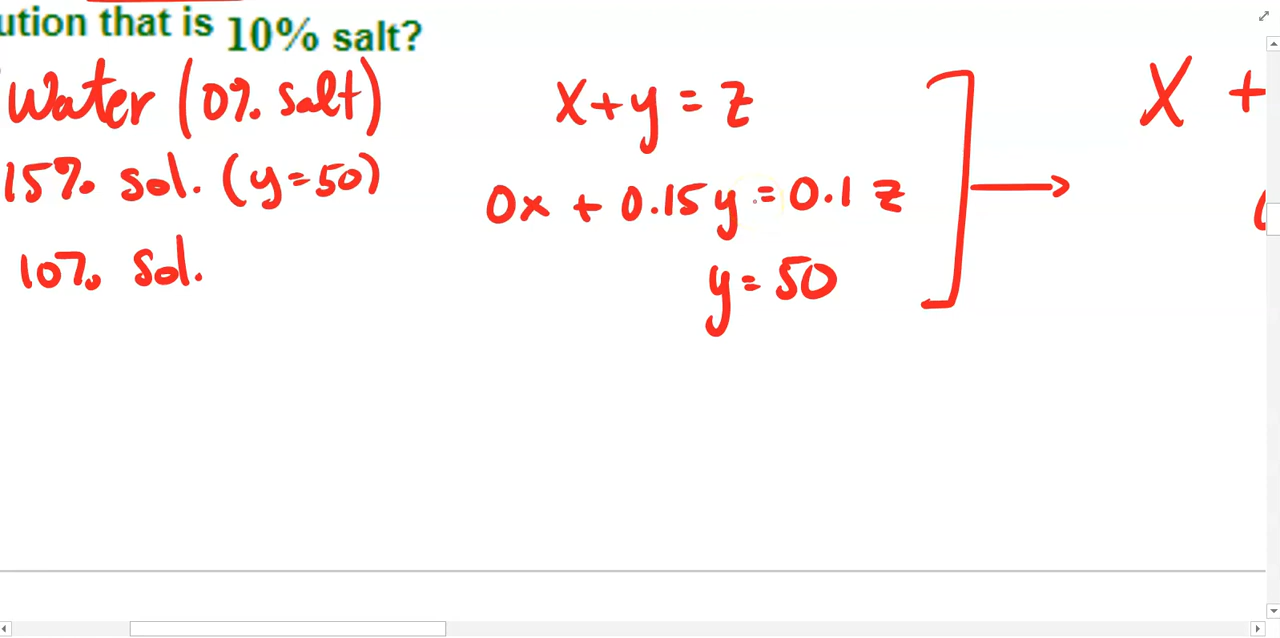 ution that is 10% salt?
Water (0% salt)
15% sol. (y=50)
10% sol.
x+y=z
0x + 0.15y=0.1z
y=50
X +